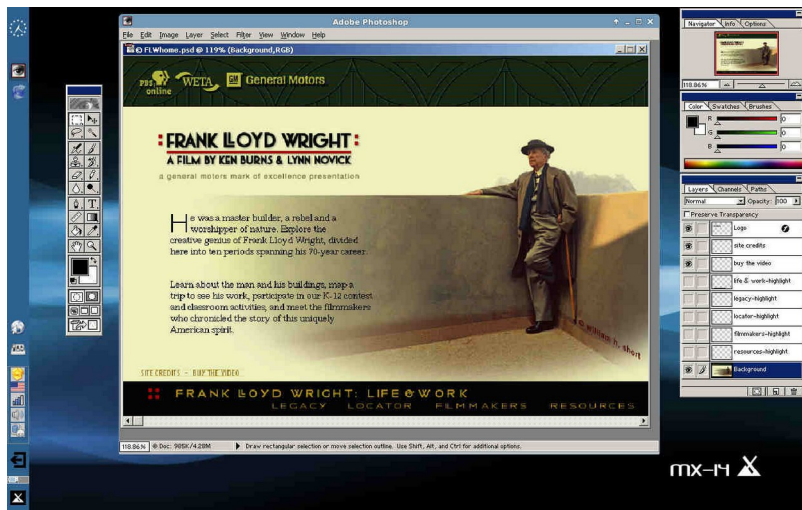 Adobe Photoshop
File Edit Image Layer Select Filter View Window Help
© FLWhome.psd @ 119% (Background,RGB)
PBS online WETA GM General Motors
FRANK LLOYD WRIGHT
A FILM BY KEN BURNS & LYNN NOVICK
a general motors mark of excellence presentation
He was a master builder, a rebel and a
worshipper of nature. Explore the
creative genius of Frank Lloyd Wright, divided
here into ten periods spanning his 70-year career.
Learn about the man and his buildings, map a
trip to see his work, participate in our K-12 contest
and classroom activities, and meet the filmmakers
who chronicled the story of this uniquely
American spirit.
© william h. short
SITE CREDITS - BUY THE VIDEO
FRANK LLOYD WRIGHT: LIFE & WORK
LEGACY LOCATOR FILMMAKERS RESOURCES
118.86% Doc: 985K/4.28M Draw rectangular selection or move selection outline. Use Shift, Alt, and Ctrl for additional options.
Navigator Info Options
118.86%
Color Swatches Brushes
R 0
G 0
B 0
Layers Channels Paths
Normal Opacity: 100
Preserve Transparency
Logo
site credits
buy the video
life & work-highlight
legacy-highlight
locator-highlight
filmmakers-highlight
resources-highlight
Background
mx-14